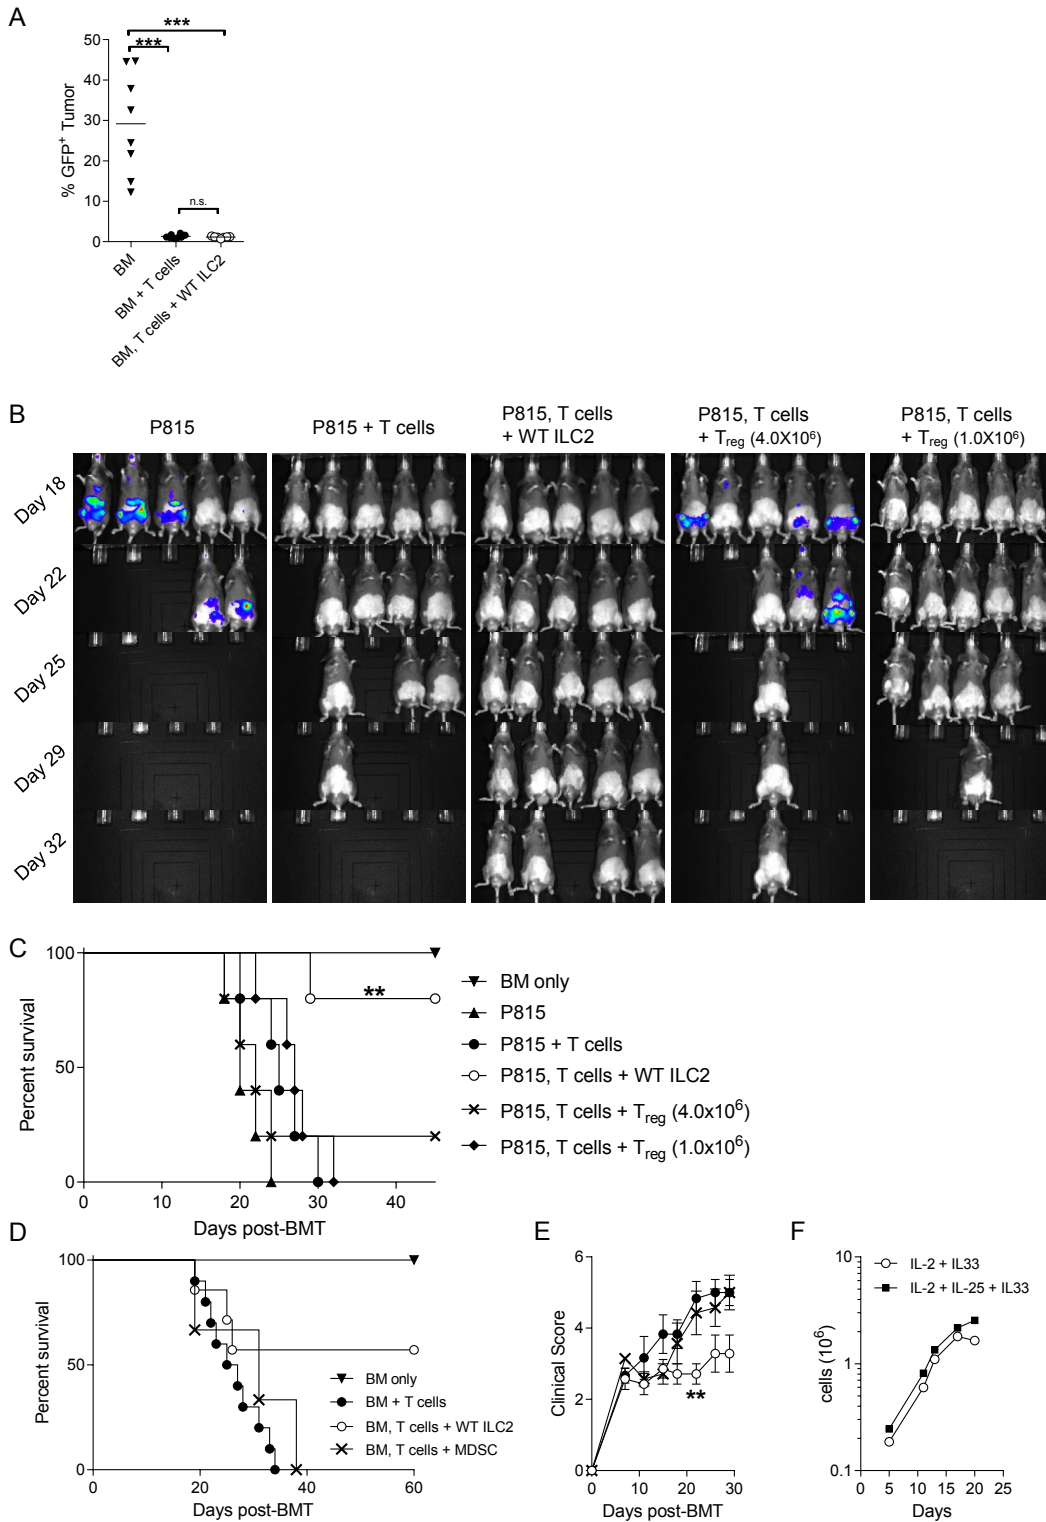 A
***
***
50
40
30
20
10
0
% GFP+ Tumor
n.s.
BM
BM + T cells
BM, T cells + WT ILC2
B
P815
P815 + T cells
P815, T cells
+ WT ILC2
P815, T cells
+ Treg (4.0X10⁶)
P815, T cells
+ Treg (1.0X10⁶)
Day 18
Day 22
Day 25
Day 29
Day 32
C
100
50
0
Percent survival
**
0
20
30
40
Days post-BMT
BM only
P815
P815 + T cells
P815, T cells + WT ILC2
P815, T cells + Treg (4.0x10⁶)
P815, T cells + Treg (1.0x10⁶)
D
100
50
0
Percent survival
0
20
40
60
Days post-BMT
BM only
BM + T cells
BM, T cells + WT ILC2
BM, T cells + MDSC
E
6
4
2
0
Clinical Score
**
0
10
20
30
Days post-BMT
F
10
1
0.1
cells (10⁶)
IL-2 + IL33
IL-2 + IL-25 + IL33
0
5
10
15
20
25
Days